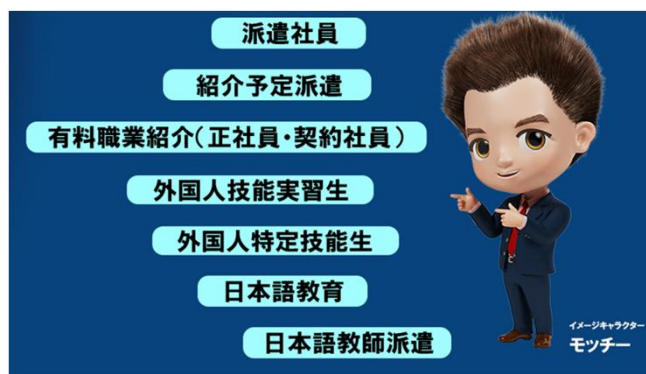 派遣社員
紹介予定派遣
有料職業紹介(正社員・契約社員)
外国人技能実習生
外国人特定技能生
日本語教育
日本語教師派遣
イメージキャラクター
モッチー